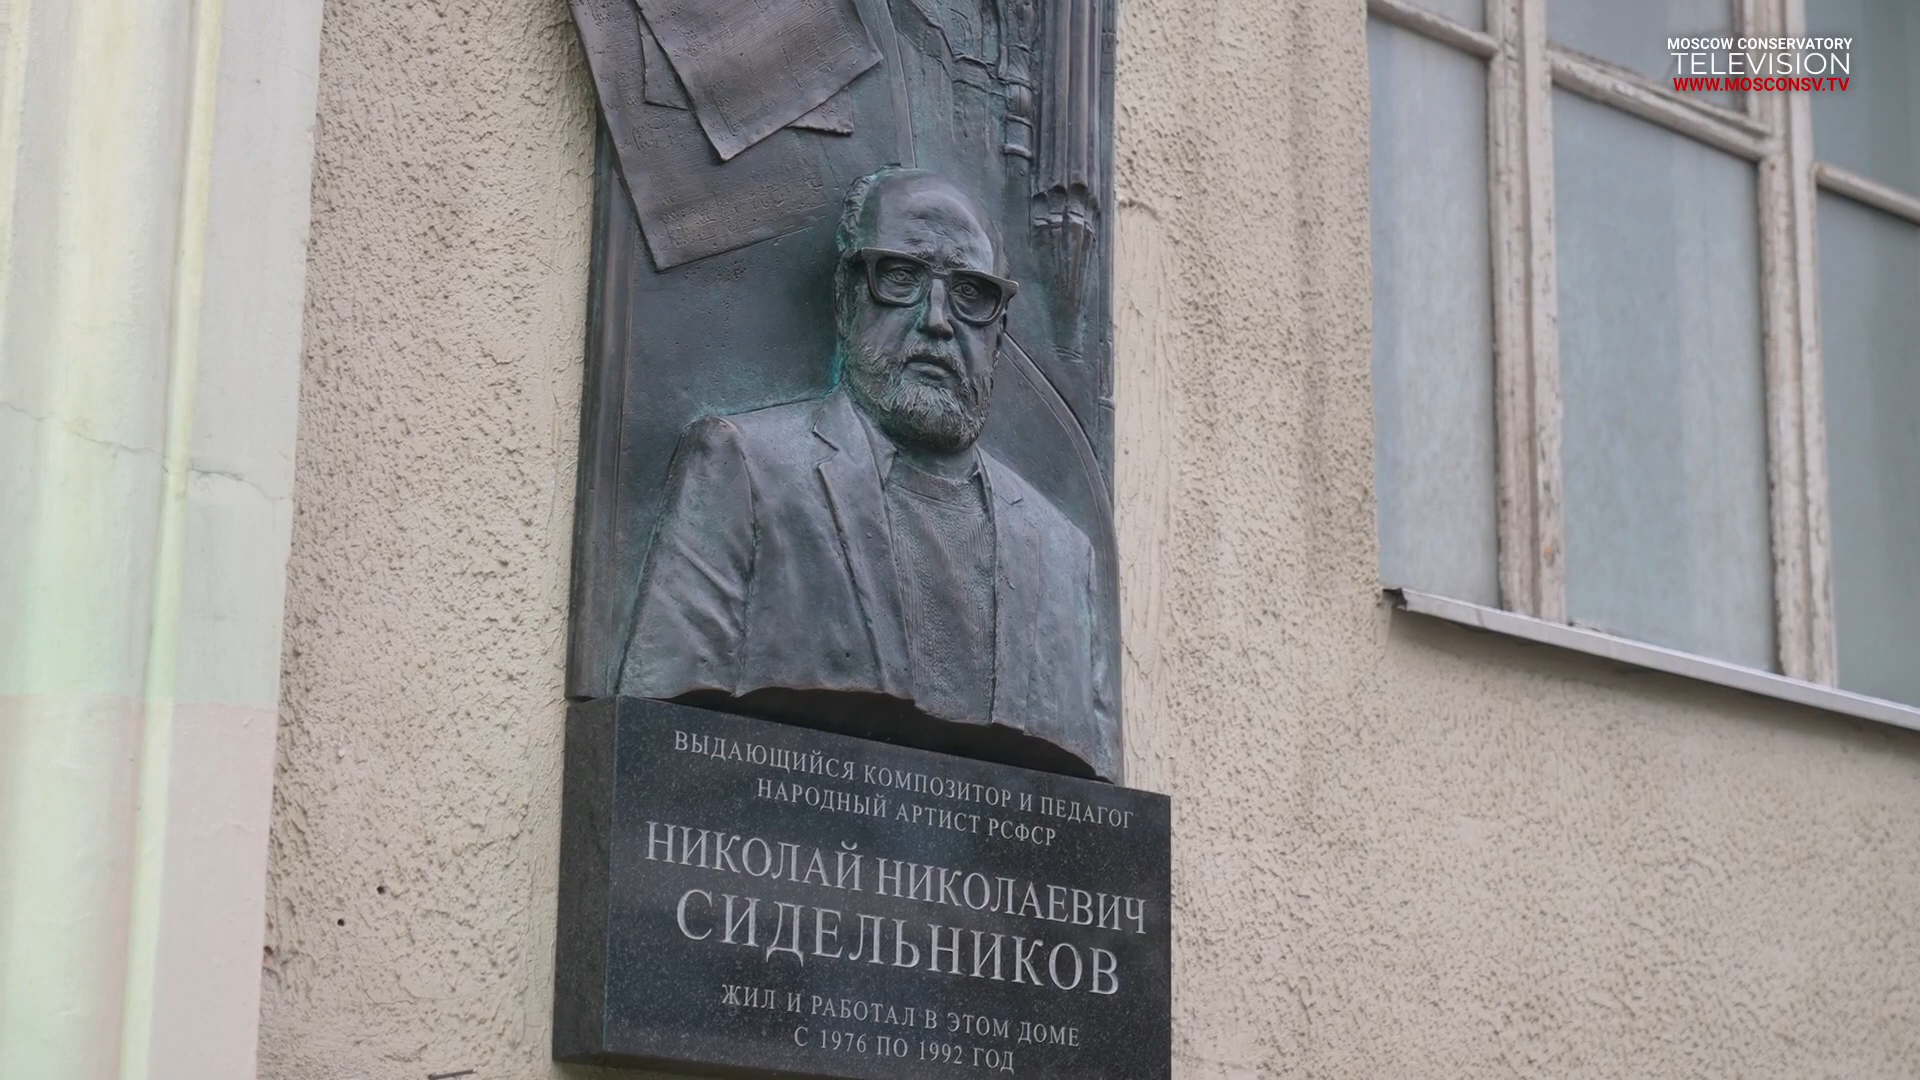 MOSCOW CONSERVATORY
TELEVISION
WWW.MOSCONSV.TV
ВЫДАЮЩИЙСЯ КОМПОЗИТОР И ПЕДАГОГ
НАРОДНЫЙ АРТИСТ РСФСР
НИКОЛАЙ НИКОЛАЕВИЧ
СИДЕЛЬНИКОВ
ЖИЛ И РАБОТАЛ В ЭТОМ ДОМЕ
С 1976 ПО 1992 ГОД